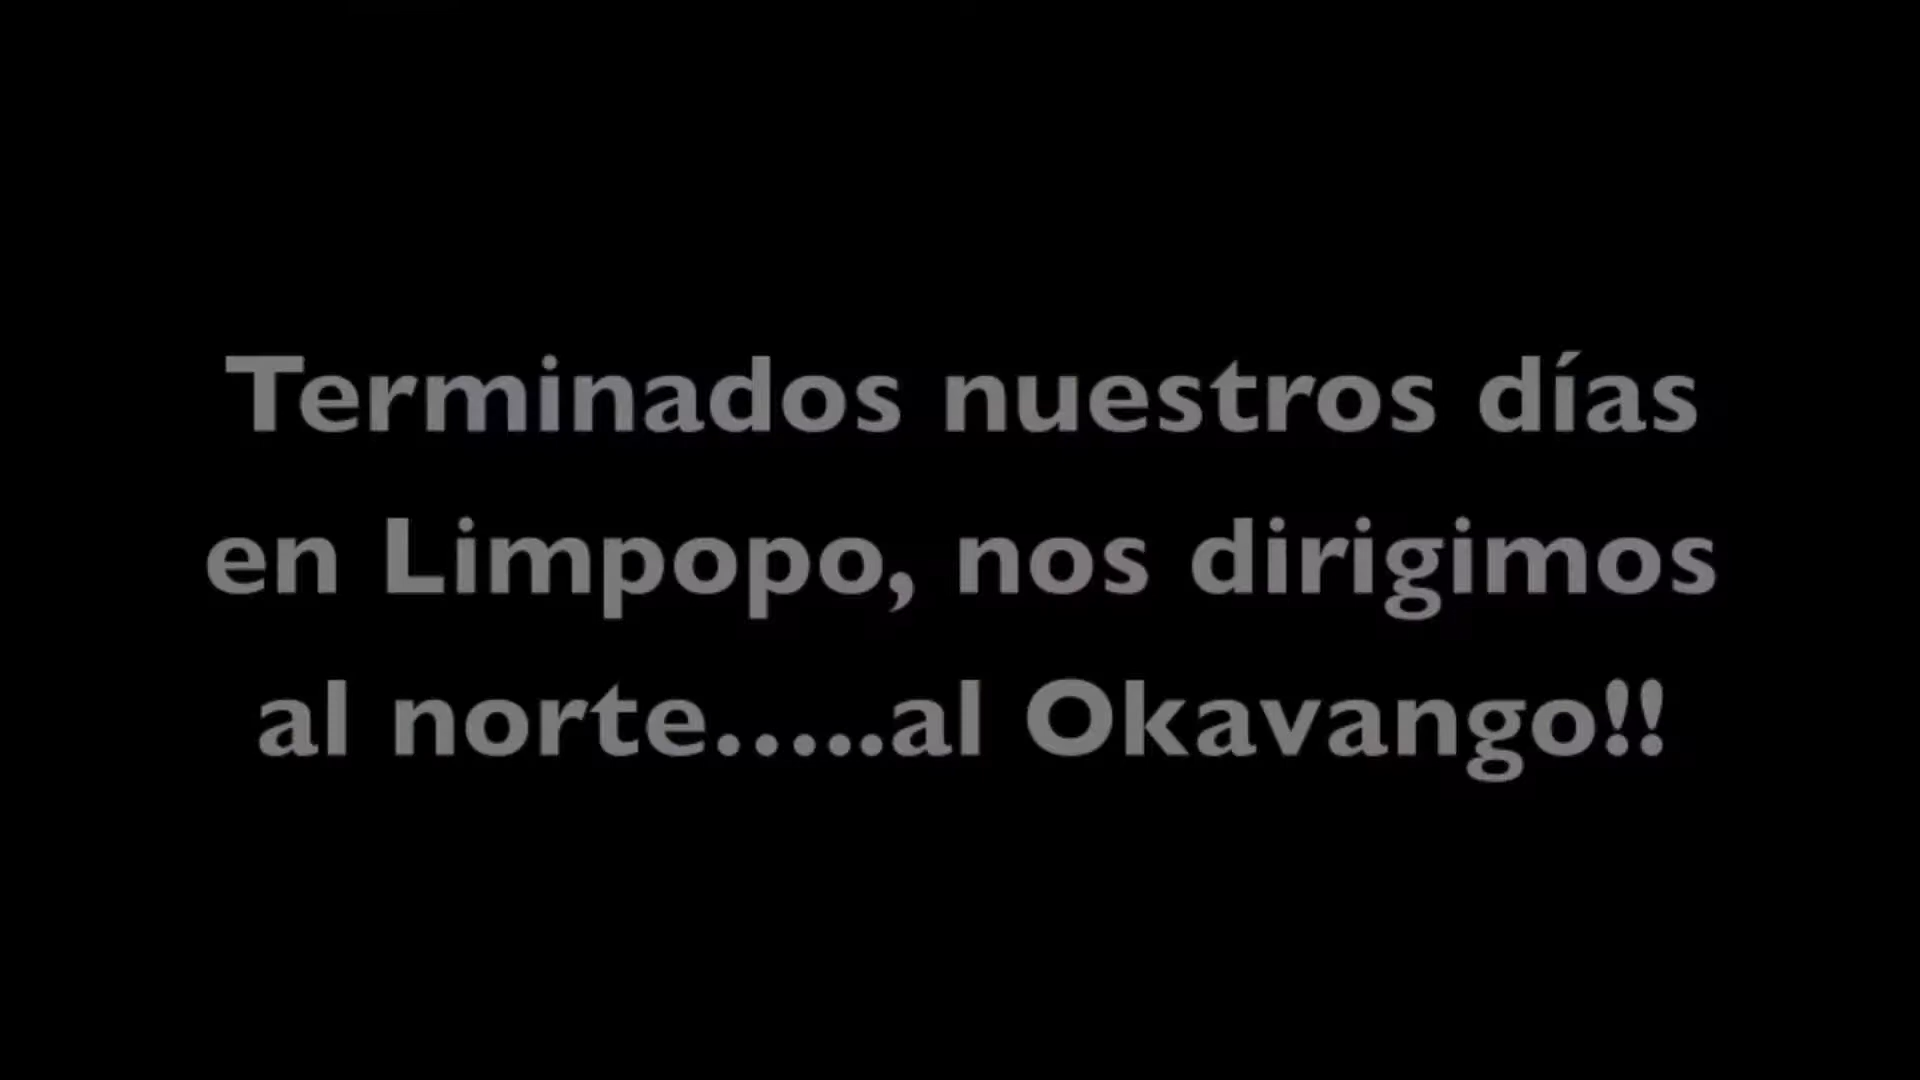 Terminados nuestros días
en Limpopo, nos dirigimos
al norte.....al Okavango!!